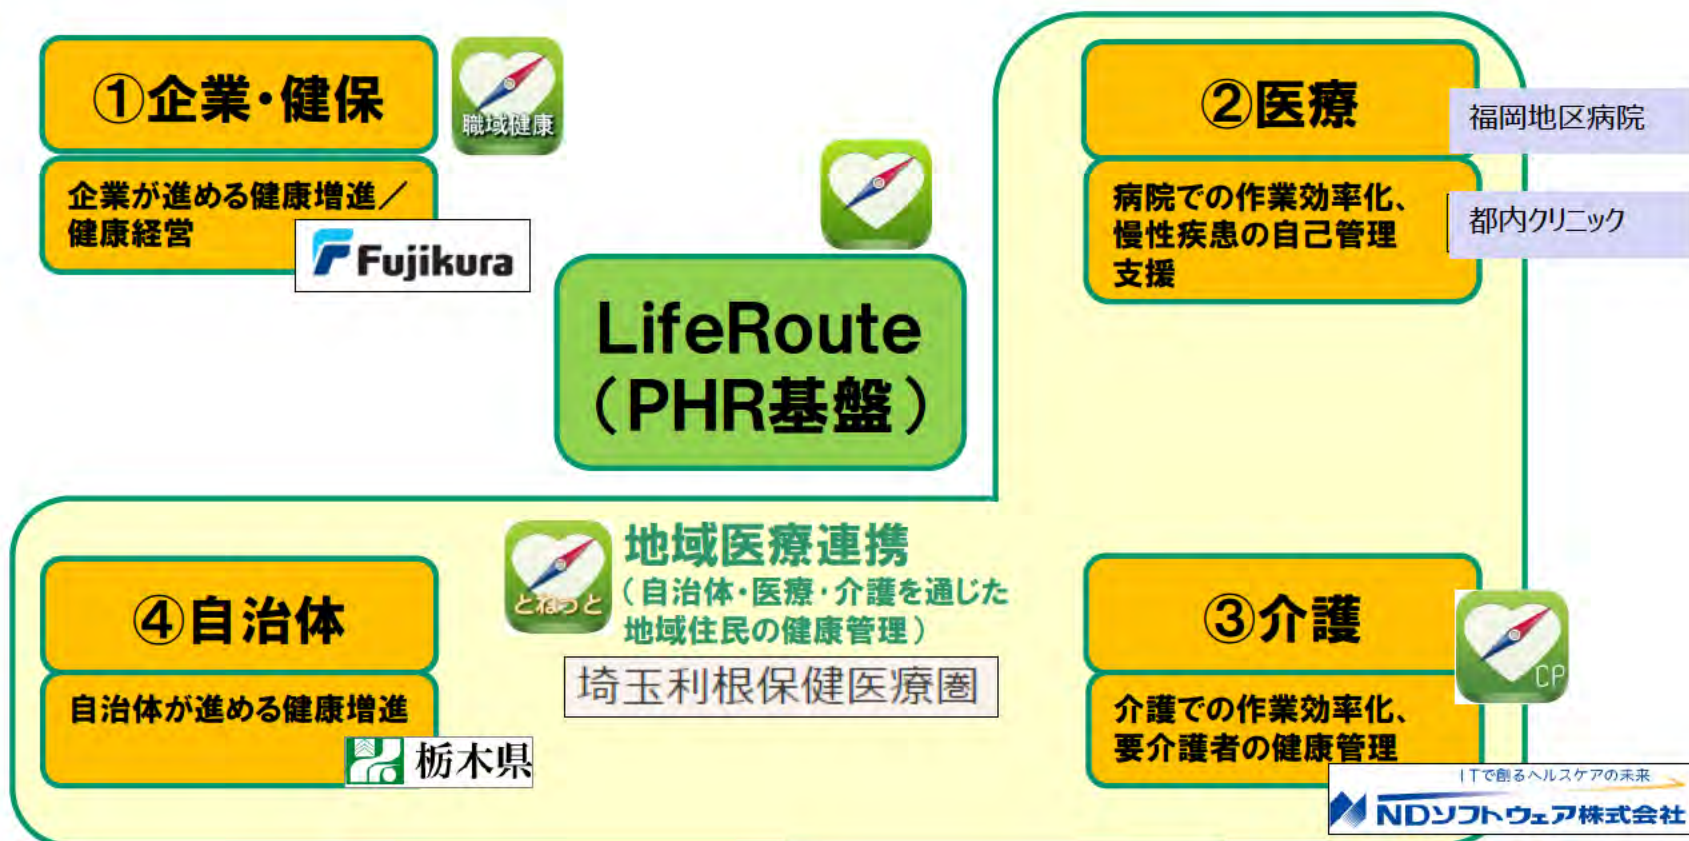 ①企業・健保
職域健康
企業が進める健康増進／
健康経営
Fujikura
LifeRoute
（PHR基盤）
②医療
福岡地区病院
病院での作業効率化、
慢性疾患の自己管理
支援
都内クリニック
地域医療連携
（自治体・医療・介護を通じた
地域住民の健康管理）
とねっと
埼玉利根保健医療圏
④自治体
自治体が進める健康増進
栃木県
③介護
CP
介護での作業効率化、
要介護者の健康管理
ITで創るヘルスケアの未来
NDソフトウェア株式会社